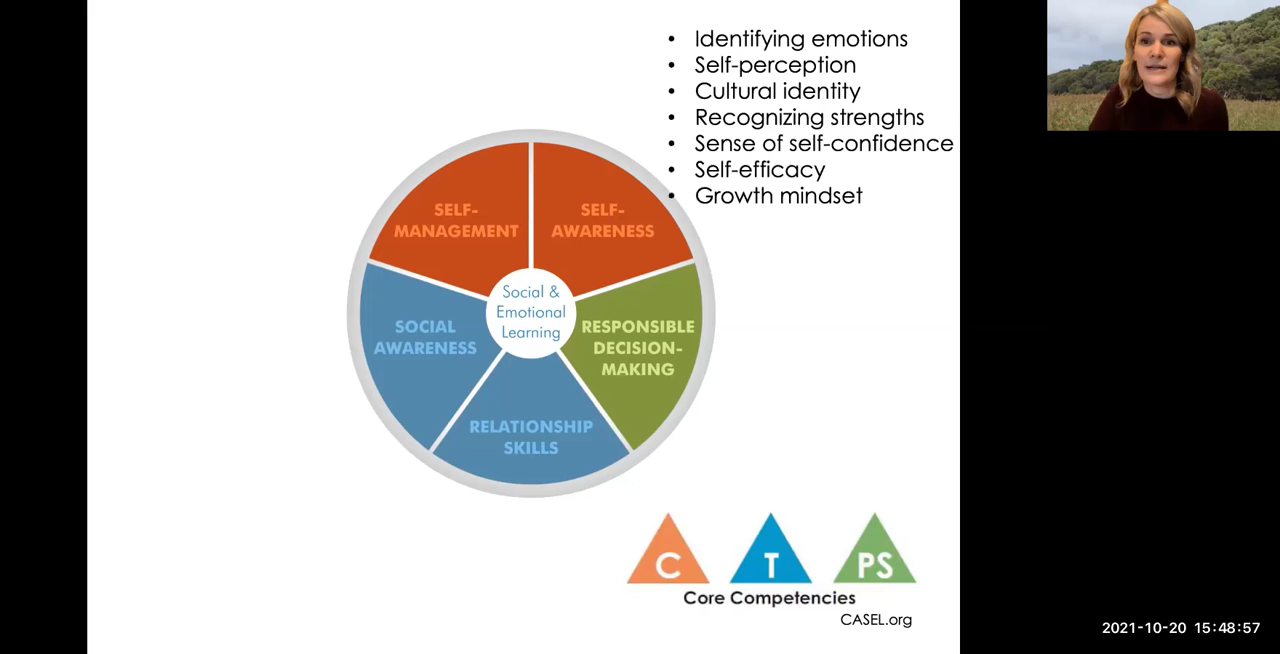 • Identifying emotions
• Self-perception
• Cultural identity
• Recognizing strengths
• Sense of self-confidence
• Self-efficacy
• Growth mindset
SELF-
MANAGEMENT
SELF-
AWARENESS
Social &
Emotional
Learning
SOCIAL
AWARENESS
RESPONSIBLE
DECISION-
MAKING
RELATIONSHIP
SKILLS
C
T
PS
Core Competencies
CASEL.org
2021-10-20 15:48:57